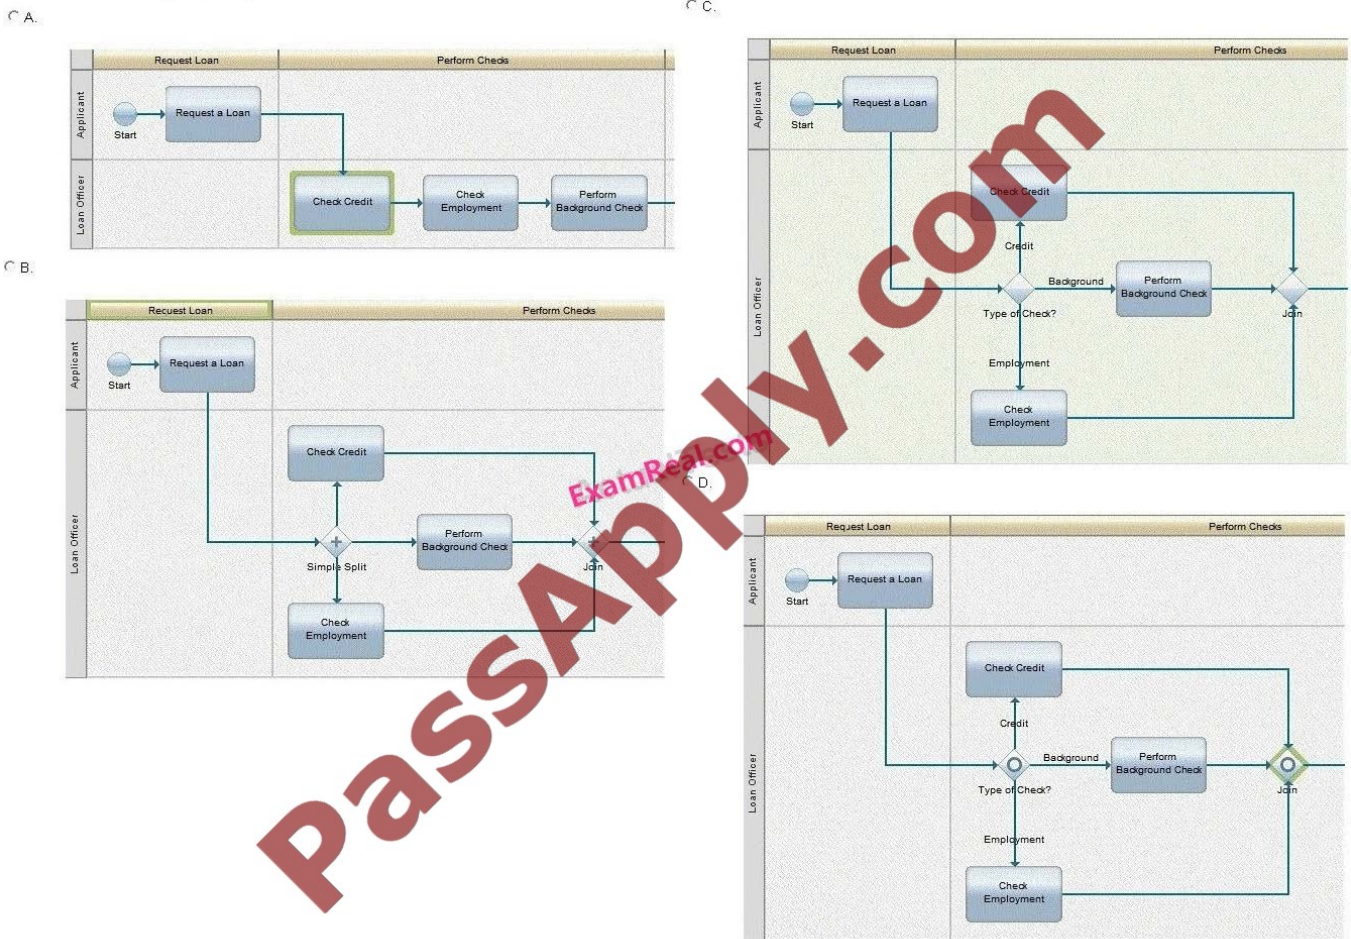 A.
Request Loan
Perform Checks
Applicant
Start
Request a Loan
Loan Officer
Check Credit
Check
Employment
Perform
Background Check
B.
Recuest Loan
Perform Checks
Applicant
Start
Request a Loan
Loan Officer
Check Credit
Simple Split
Perform
Background Check
Join
Check
Employment
C.
Request Loan
Perform Checks
Applicant
Start
Request a Loan
Loan Officer
Check Credit
Credit
Background
Type of Check?
Perform
Background Check
Join
Employment
Check
Employment
D.
Request Loan
Perform Checks
Applicant
Start
Request a Loan
Loan Officer
Check Credit
Credit
Background
Type of Check?
Perform
Background Check
Join
Employment
Check
Employment
ExamReal.com
PassApply.com